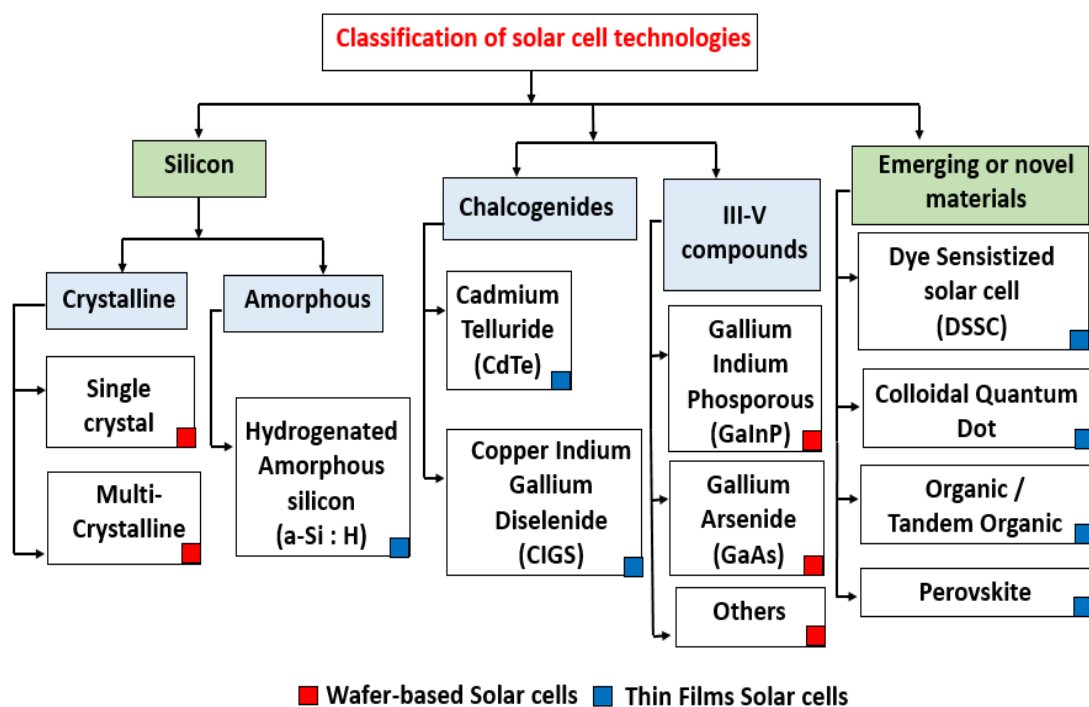 Classification of solar cell technologies
Silicon
Crystalline
Single
crystal
Multi-
Crystalline
Amorphous
Hydrogenated
Amorphous
silicon
(a-Si : H)
Chalcogenides
Cadmium
Telluride
(CdTe)
Copper Indium
Gallium
Diselenide
(CIGS)
III-V
compounds
Gallium
Indium
Phosporous
(GaInP)
Gallium
Arsenide
(GaAs)
Others
Emerging or novel
materials
Dye Sensistized
solar cell
(DSSC)
Colloidal Quantum
Dot
Organic /
Tandem Organic
Perovskite
Wafer-based Solar cells
Thin Films Solar cells